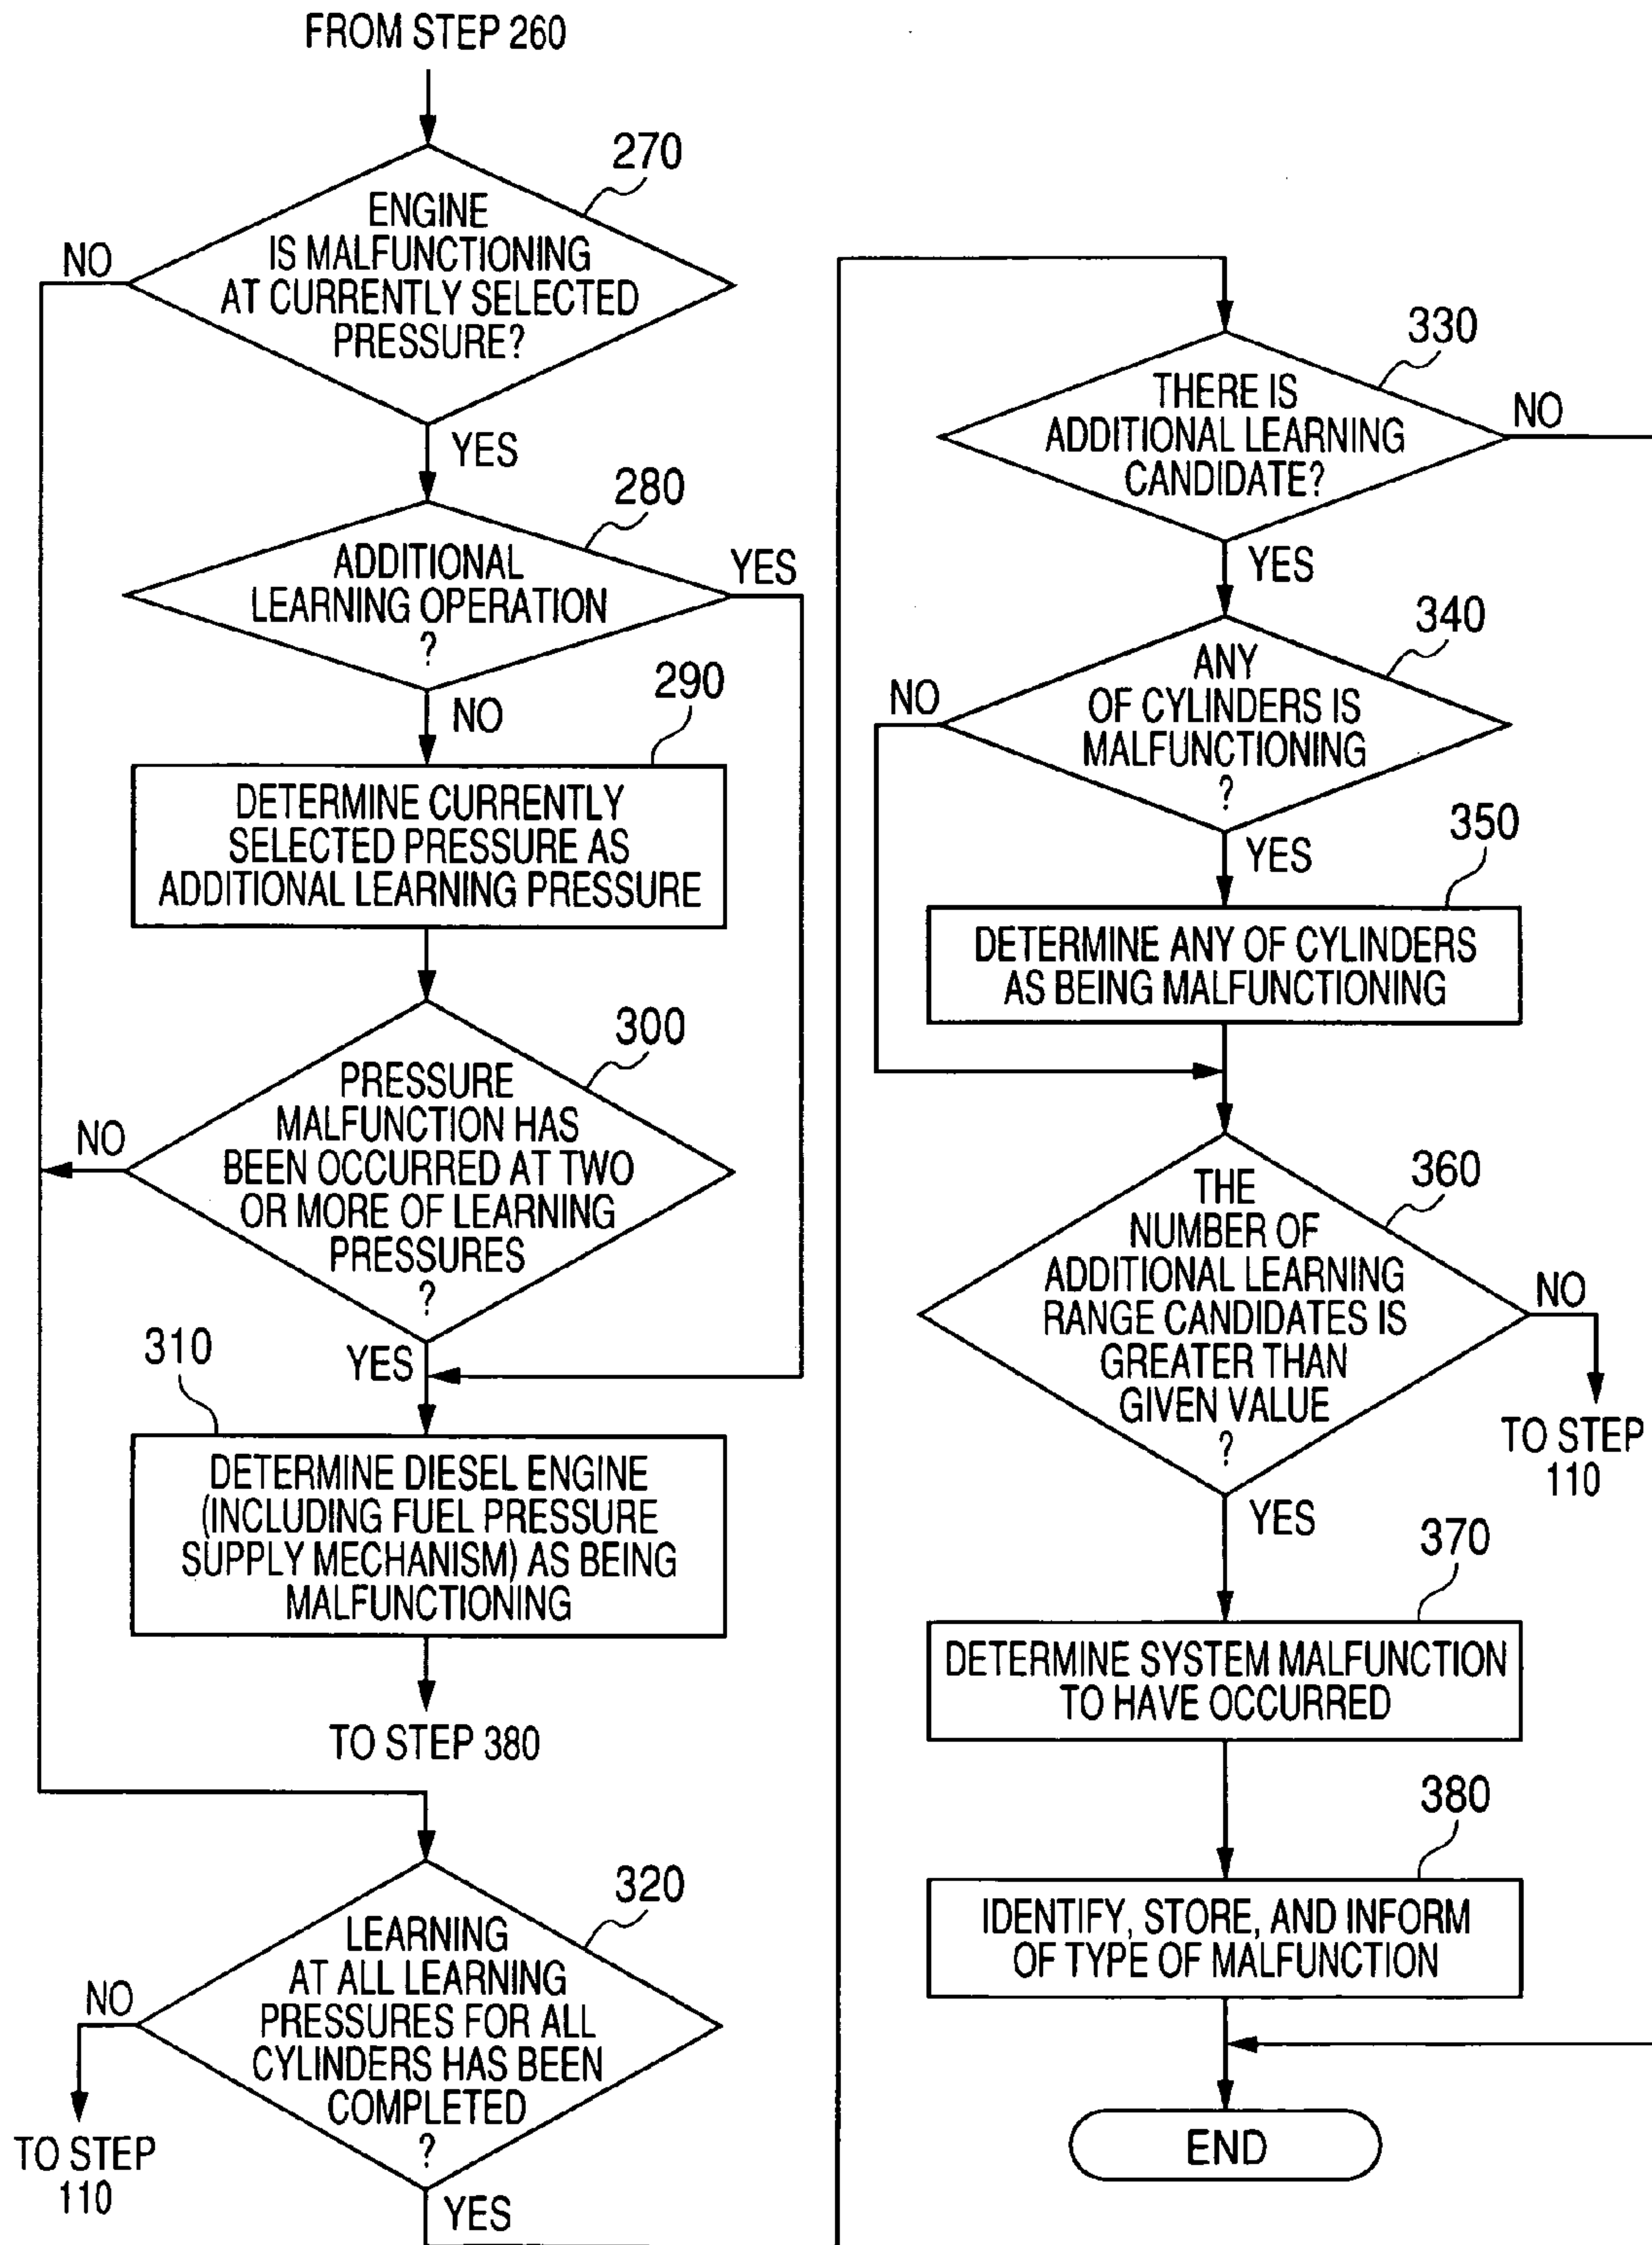 FROM STEP 260
270
ENGINE
IS MALFUNCTIONING
AT CURRENTLY SELECTED
PRESSURE?
NO
YES
280
ADDITIONAL
LEARNING OPERATION
?
YES
NO
290
DETERMINE CURRENTLY
SELECTED PRESSURE AS
ADDITIONAL LEARNING PRESSURE
300
PRESSURE
MALFUNCTION HAS
BEEN OCCURRED AT TWO
OR MORE OF LEARNING
PRESSURES
?
NO
YES
310
DETERMINE DIESEL ENGINE
(INCLUDING FUEL PRESSURE
SUPPLY MECHANISM) AS BEING
MALFUNCTIONING
TO STEP 380
320
LEARNING
AT ALL LEARNING
PRESSURES FOR ALL
CYLINDERS HAS BEEN
COMPLETED
?
NO
TO STEP
110
YES
330
THERE IS
ADDITIONAL LEARNING
CANDIDATE?
NO
YES
340
ANY
OF CYLINDERS IS
MALFUNCTIONING
?
NO
YES
350
DETERMINE ANY OF CYLINDERS
AS BEING MALFUNCTIONING
360
THE
NUMBER OF
ADDITIONAL LEARNING
RANGE CANDIDATES IS
GREATER THAN
GIVEN VALUE
?
NO
TO STEP
110
YES
370
DETERMINE SYSTEM MALFUNCTION
TO HAVE OCCURRED
380
IDENTIFY, STORE, AND INFORM
OF TYPE OF MALFUNCTION
END